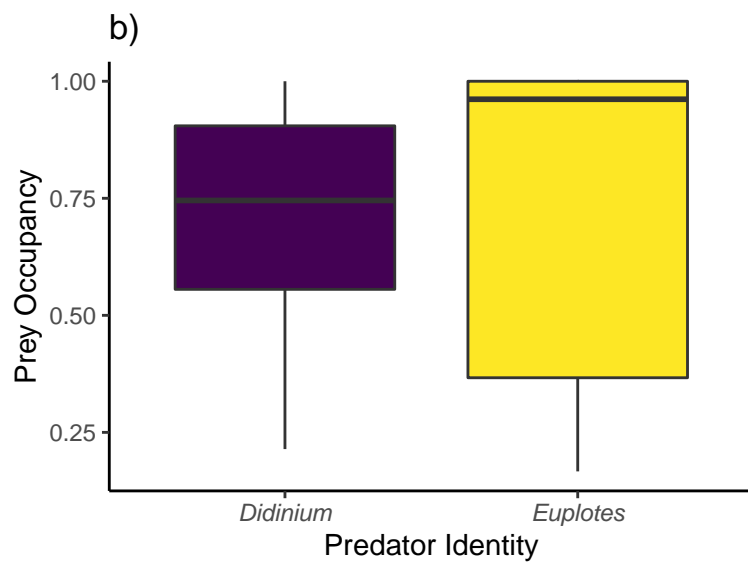 b)
1.00
0.75
0.50
0.25
Prey Occupancy
Didinium
Euplotes
Predator Identity